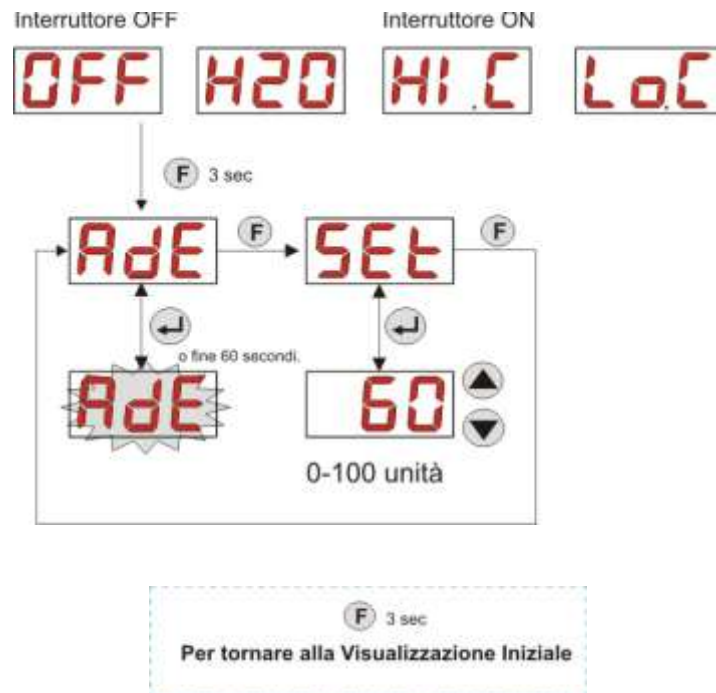 Interruttore OFF Interruttore ON
OFF H2O HI.C Lo.C
F 3 sec
AdE F SEt F
o fine 60 secondi.
AdE 60
0-100 unità
F 3 sec
Per tornare alla Visualizzazione Iniziale